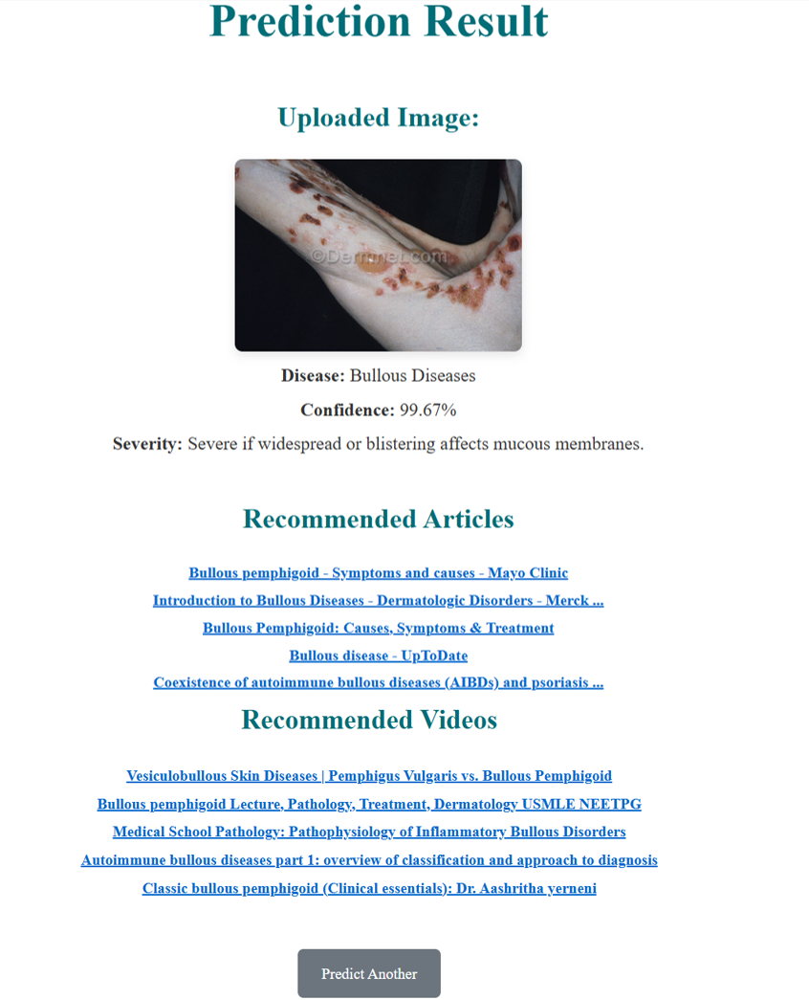 Prediction Result
Uploaded Image:
©Dermnet.com
Disease: Bullous Diseases
Confidence: 99.67%
Severity: Severe if widespread or blistering affects mucous membranes.
Recommended Articles
Bullous pemphigoid - Symptoms and causes - Mayo Clinic
Introduction to Bullous Diseases - Dermatologic Disorders - Merck ...
Bullous Pemphigoid: Causes, Symptoms & Treatment
Bullous disease - UpToDate
Coexistence of autoimmune bullous diseases (AIBDs) and psoriasis ...
Recommended Videos
Vesiculobullous Skin Diseases | Pemphigus Vulgaris vs. Bullous Pemphigoid
Bullous pemphigoid Lecture, Pathology, Treatment, Dermatology USMLE NEETPG
Medical School Pathology: Pathophysiology of Inflammatory Bullous Disorders
Autoimmune bullous diseases part 1: overview of classification and approach to diagnosis
Classic bullous pemphigoid (Clinical essentials): Dr. Aashritha yerneni
Predict Another